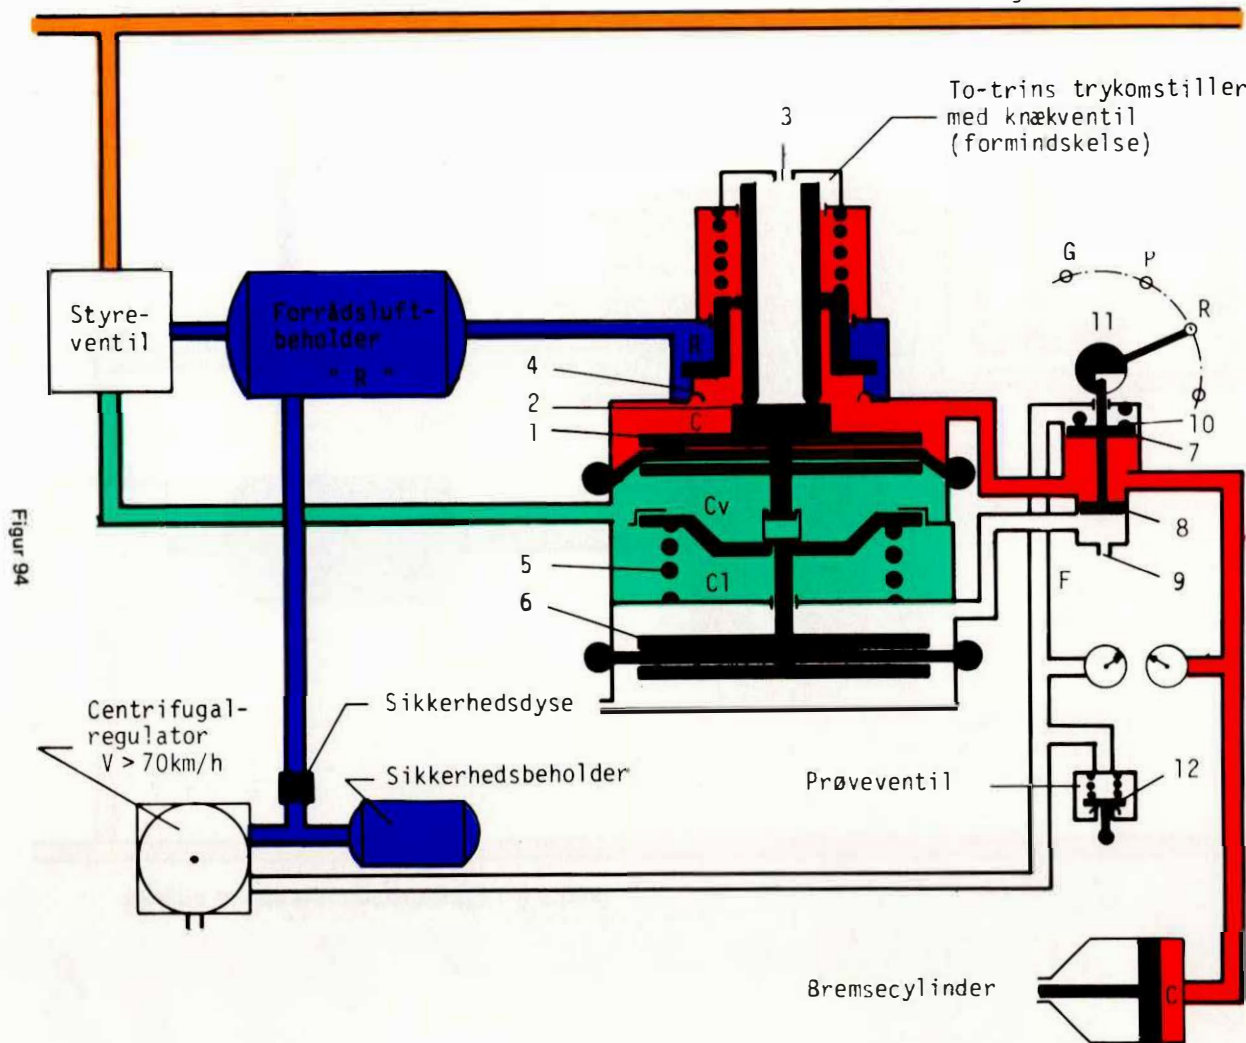 To-trins trykomstiller
med knækventil
(formindskelse)
3
G
P
R
11
Styre-
ventil
Forrådsluft-
beholder
" R "
R
4
2
C
1
10
7
Cv
8
5
Cl
F
9
6
Figur 94
Centrifugal-
regulator
V > 70km/h
Sikkerhedsdyse
Sikkerhedsbeholder
Prøveventil
12
Bremsecylinder
C